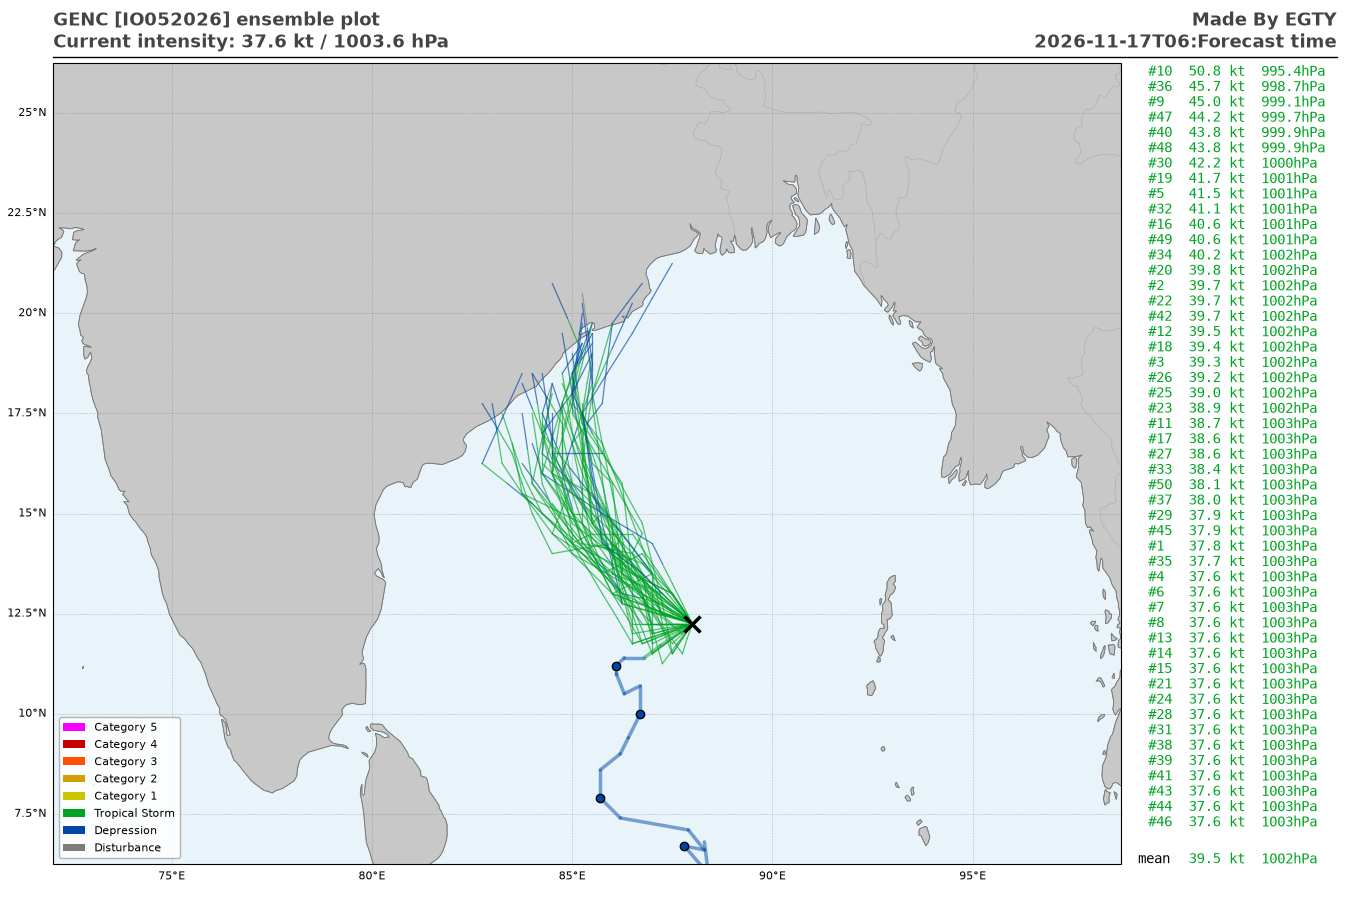 GENC [IO052026] ensemble plot
Current intensity: 37.6 kt / 1003.6 hPa
Made By EGTY
2026-11-17T06:Forecast time
25°N
22.5°N
20°N
17.5°N
15°N
12.5°N
10°N
7.5°N
75°E
80°E
85°E
90°E
95°E
Category 5
Category 4
Category 3
Category 2
Category 1
Tropical Storm
Depression
Disturbance
#10 50.8 kt 995.4hPa
#36 45.7 kt 998.7hPa
#9 45.0 kt 999.1hPa
#47 44.2 kt 999.7hPa
#40 43.8 kt 999.9hPa
#48 43.8 kt 999.9hPa
#30 42.2 kt 1000hPa
#19 41.7 kt 1001hPa
#5 41.5 kt 1001hPa
#32 41.1 kt 1001hPa
#16 40.6 kt 1001hPa
#49 40.6 kt 1001hPa
#34 40.2 kt 1002hPa
#20 39.8 kt 1002hPa
#2 39.7 kt 1002hPa
#22 39.7 kt 1002hPa
#42 39.7 kt 1002hPa
#12 39.5 kt 1002hPa
#18 39.4 kt 1002hPa
#3 39.3 kt 1002hPa
#26 39.2 kt 1002hPa
#25 39.0 kt 1002hPa
#23 38.9 kt 1002hPa
#11 38.7 kt 1003hPa
#17 38.6 kt 1003hPa
#27 38.6 kt 1003hPa
#33 38.4 kt 1003hPa
#50 38.1 kt 1003hPa
#37 38.0 kt 1003hPa
#29 37.9 kt 1003hPa
#45 37.9 kt 1003hPa
#1 37.8 kt 1003hPa
#35 37.7 kt 1003hPa
#4 37.6 kt 1003hPa
#6 37.6 kt 1003hPa
#7 37.6 kt 1003hPa
#8 37.6 kt 1003hPa
#13 37.6 kt 1003hPa
#14 37.6 kt 1003hPa
#15 37.6 kt 1003hPa
#21 37.6 kt 1003hPa
#24 37.6 kt 1003hPa
#28 37.6 kt 1003hPa
#31 37.6 kt 1003hPa
#38 37.6 kt 1003hPa
#39 37.6 kt 1003hPa
#41 37.6 kt 1003hPa
#43 37.6 kt 1003hPa
#44 37.6 kt 1003hPa
#46 37.6 kt 1003hPa
mean 39.5 kt 1002hPa